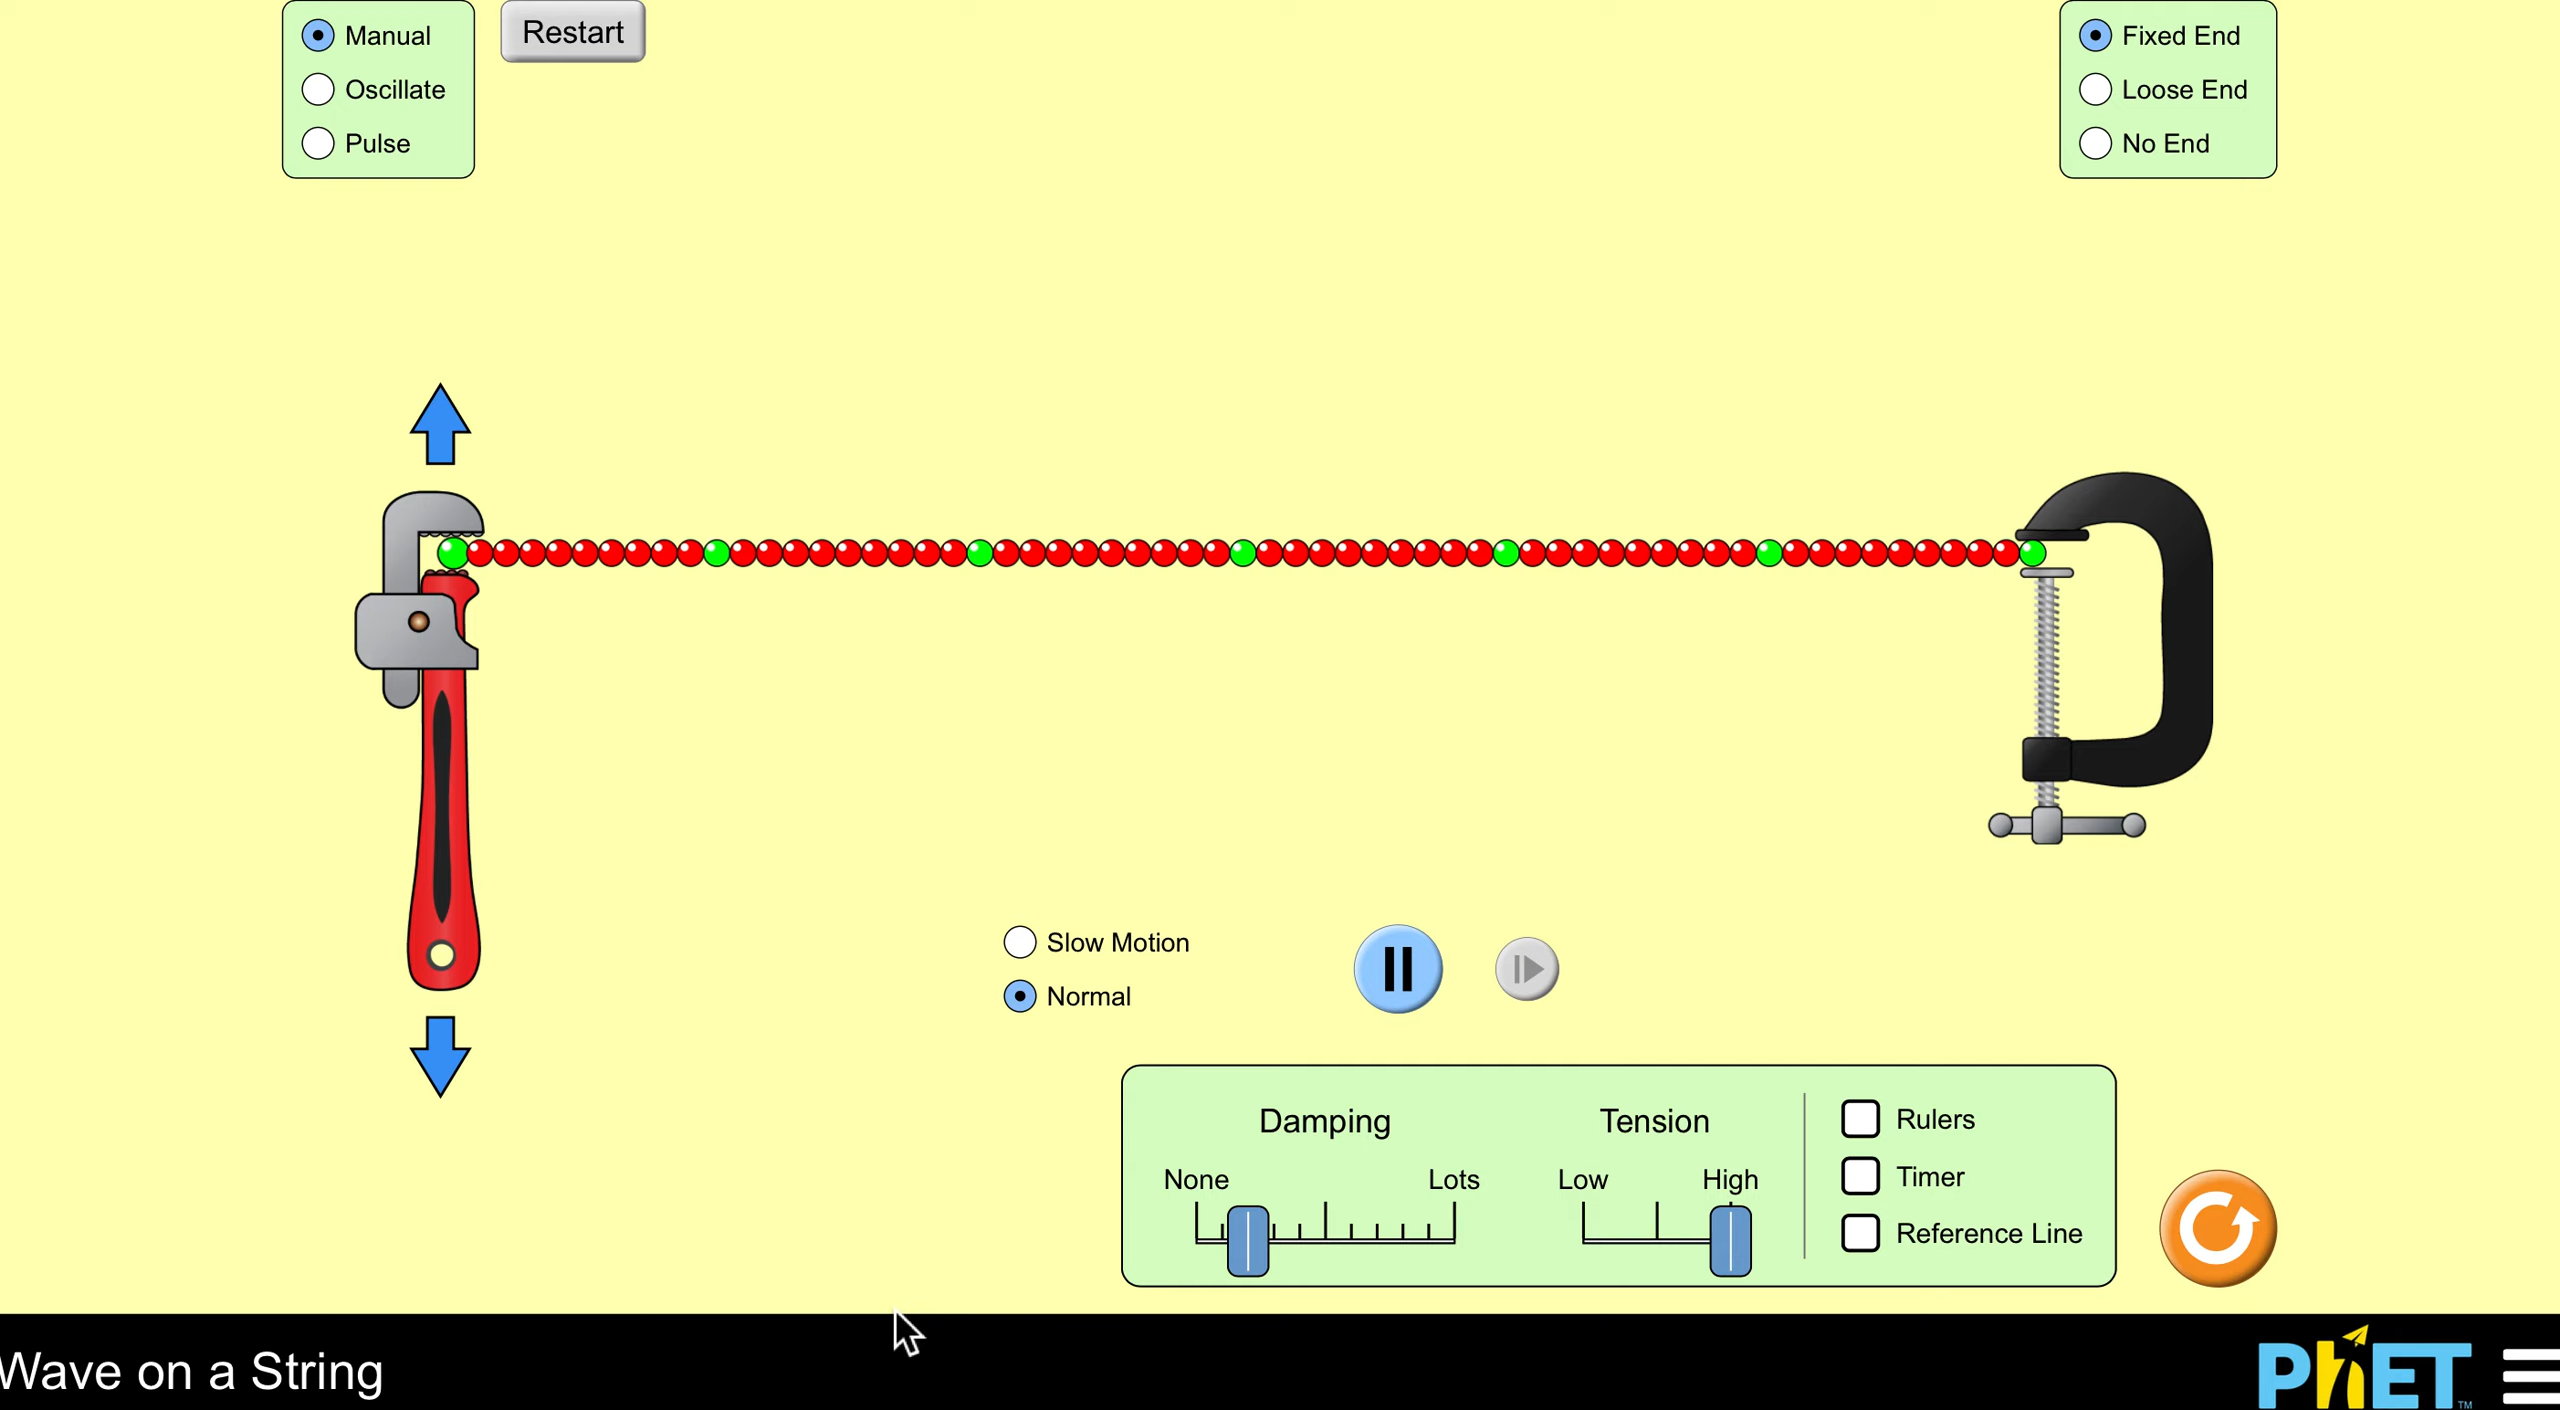 Manual
Oscillate
Pulse
Restart
Fixed End
Loose End
No End
Slow Motion
Normal
Damping
None
Lots
Tension
Low
High
Rulers
Timer
Reference Line
Wave on a String
PhET
TM